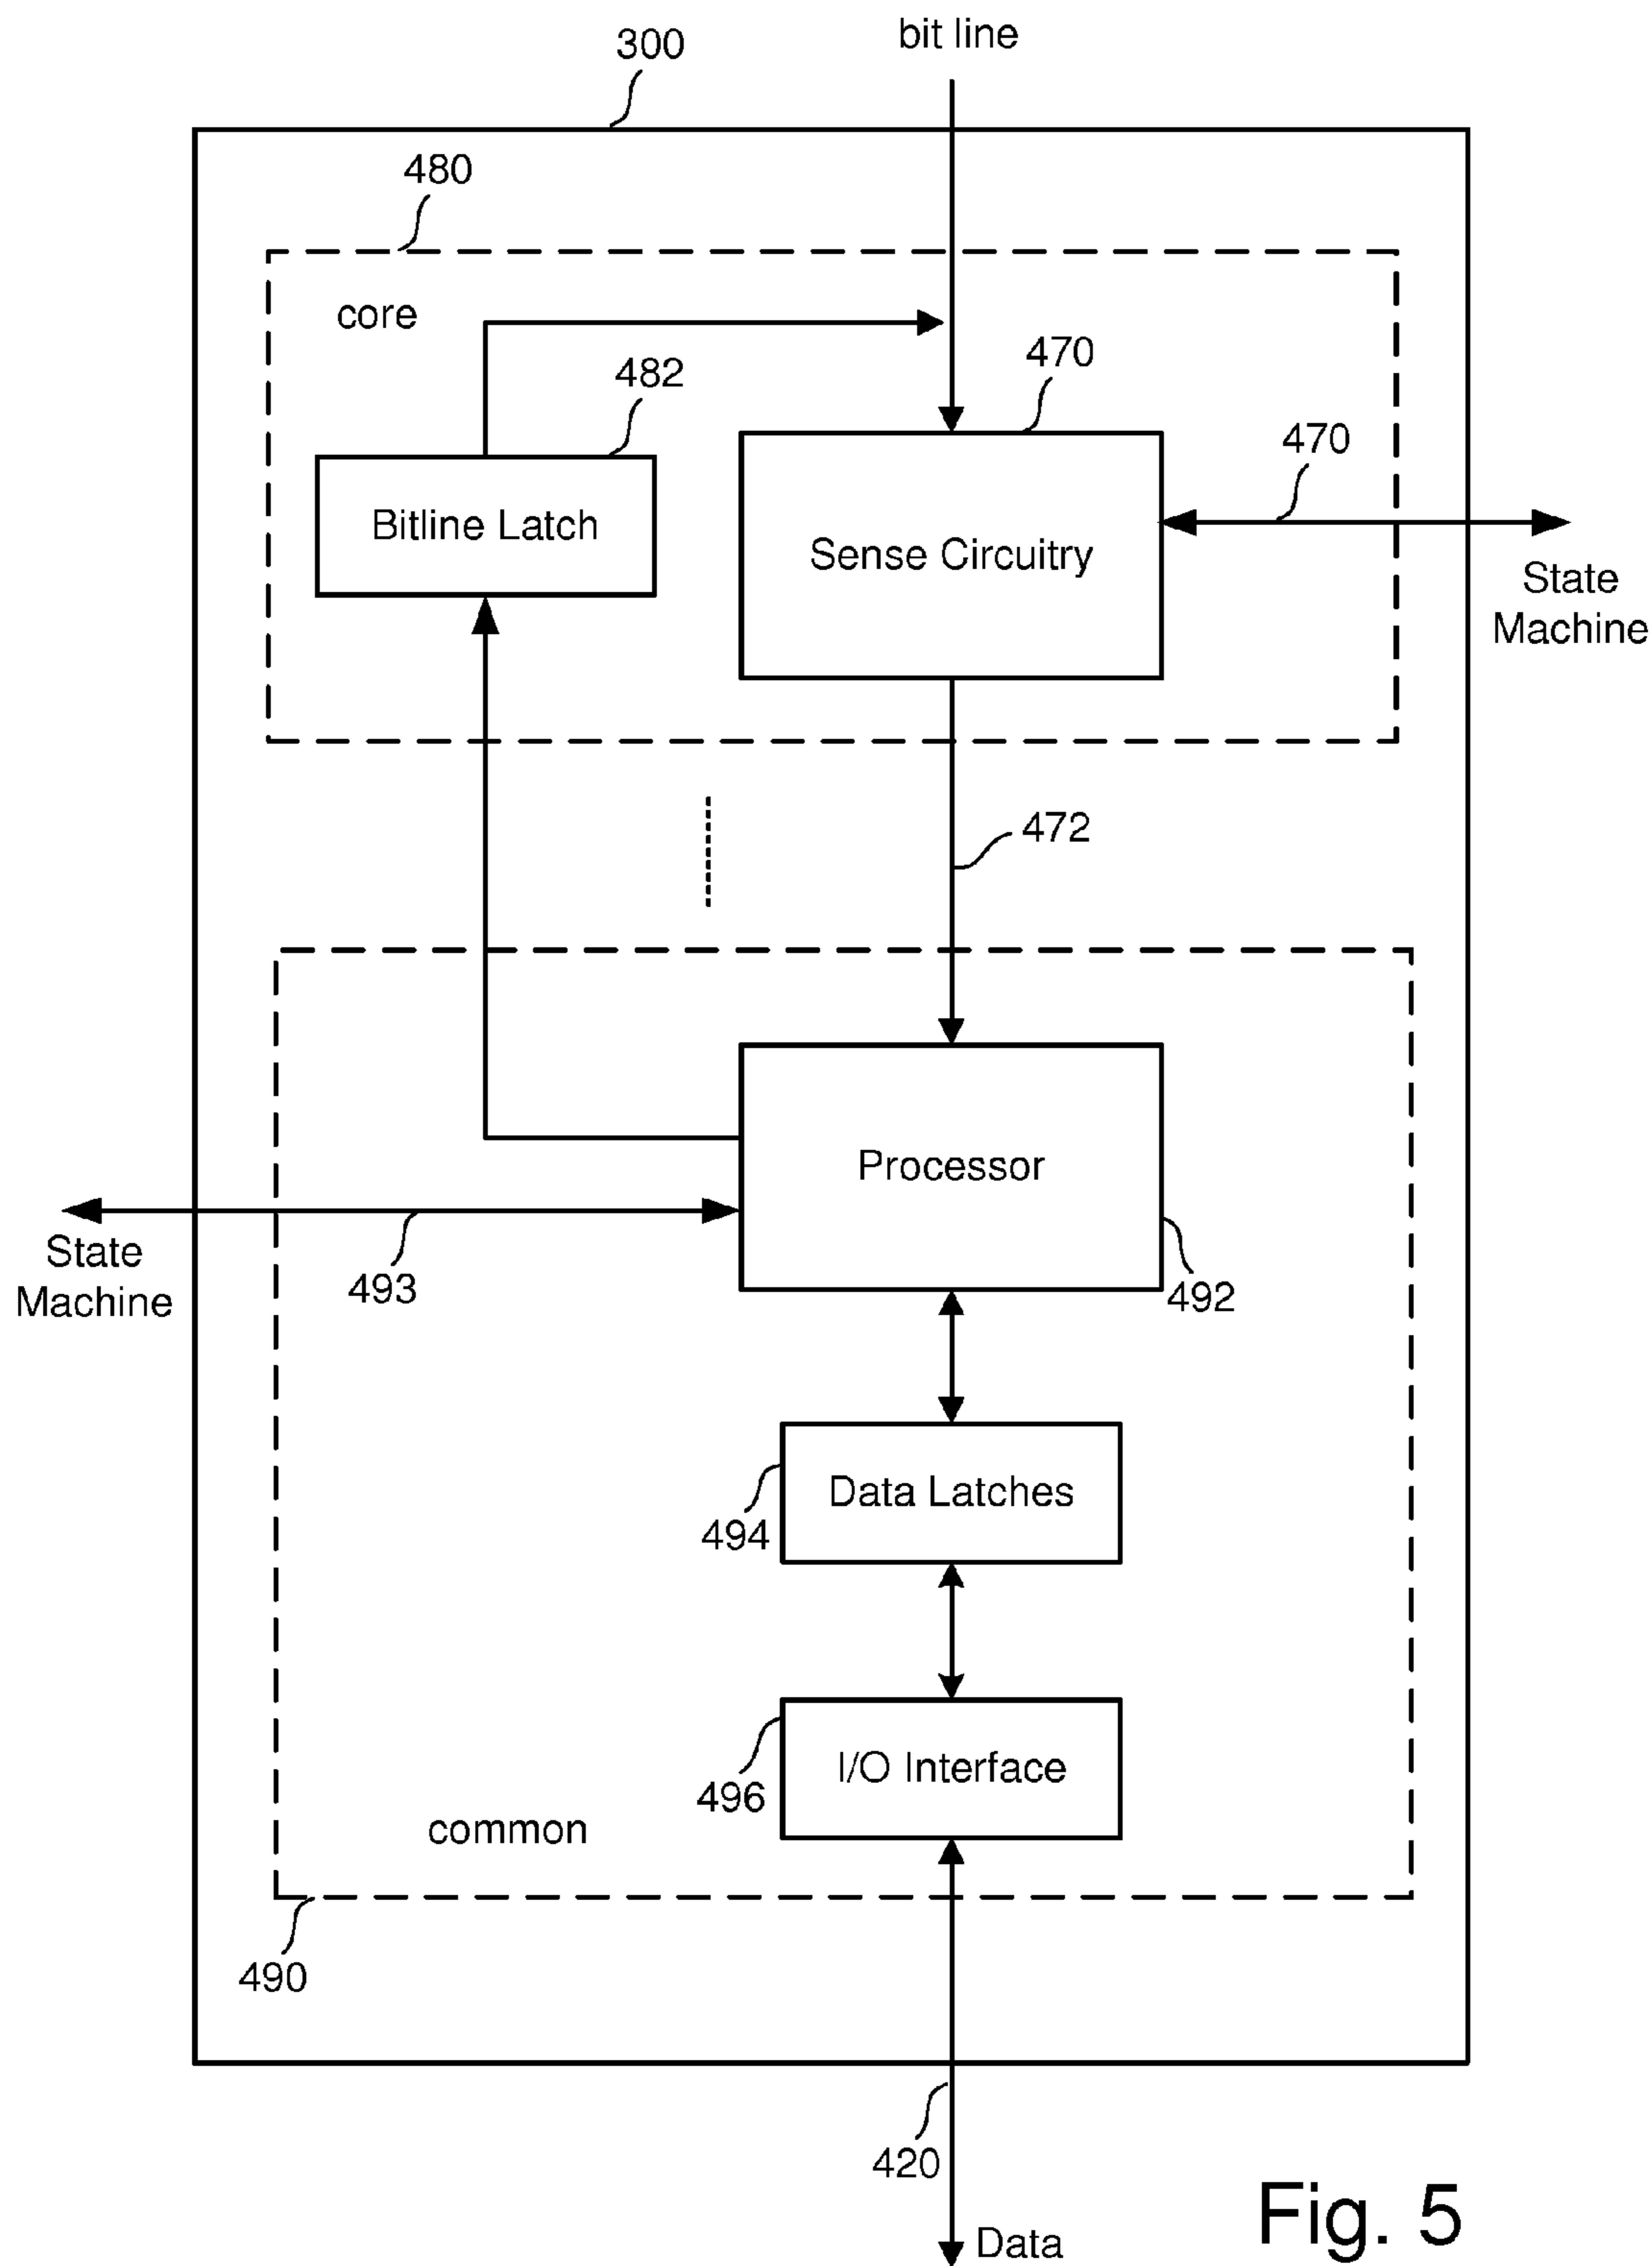 300
bit line
480
core
482
470
470
Bitline Latch
Sense Circuitry
State
Machine
472
Processor
State
Machine
493
492
Data Latches
494
I/O Interface
496
common
490
420
Data
Fig. 5